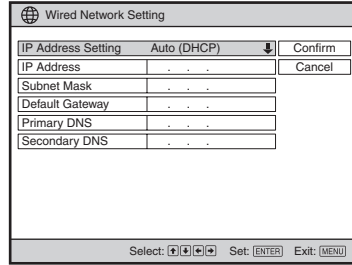 Wired Network Setting
IP Address Setting Auto (DHCP) Confirm
IP Address . . . Cancel
Subnet Mask . . .
Default Gateway . . .
Primary DNS . . .
Secondary DNS . . .
Select: ↑ ↓ ← → Set: ENTER Exit: MENU